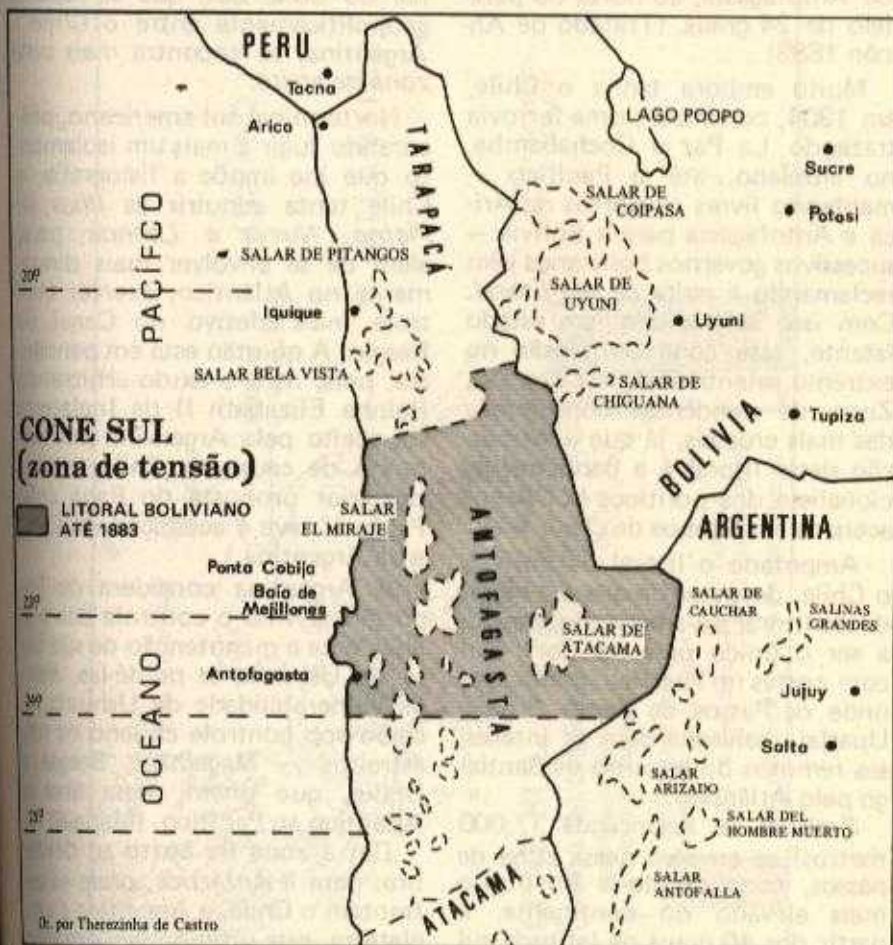 PERU
Tacna
Arica
LAGO POOPO
Sucre
Potosi
TARAPACÁ
SALAR DE
COIPASA
SALAR DE PITANGOS
PACÍFICO
20º
SALAR DE
UYUNI
Iquique
Uyuni
SALAR BELA VISTA
SALAR DE
CHIGUANA
CONE SUL
(zona de tensão)
Tupiza
BOLIVIA
LITORAL BOLIVIANO
ATÉ 1883
SALAR
EL MIRAJE
ANTOFAGASTA
ARGENTINA
Ponta Cobija
Baía de
Mejillones
SALAR DE
CAUCHAR
SALINAS
GRANDES
23º
SALAR DE
ATACAMA
Antofagasta
Jujuy
OCEANO
Salta
SALAR
ARIZADO
SALAR DEL
HOMBRE MUERTO
SALAR
ANTOFALLA
ATACAMA
Or. por Therezinha de Castro